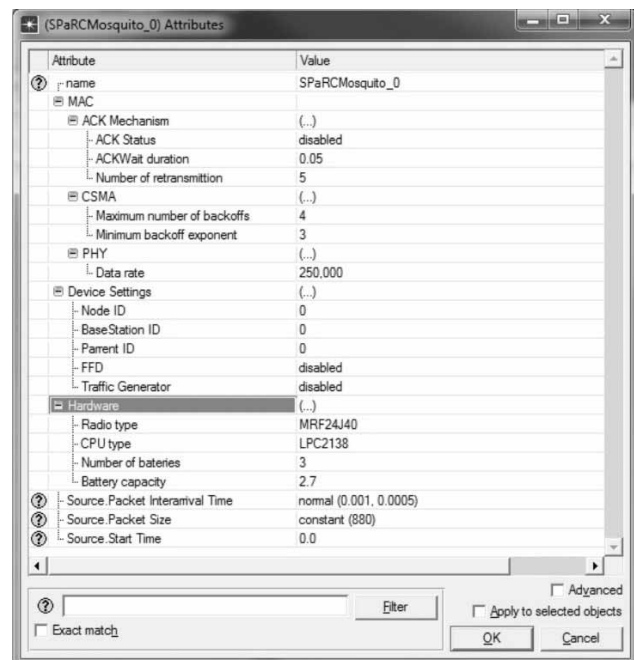 (SPaRCMosquito_0) Attributes
Attribute Value
name SPaRCMosquito_0
MAC
ACK Mechanism (...)
ACK Status disabled
ACKWait duration 0.05
Number of retransmittion 5
CSMA (...)
Maximum number of backoffs 4
Minimum backoff exponent 3
PHY (...)
Data rate 250,000
Device Settings (...)
Node ID 0
BaseStation ID 0
Parrent ID 0
FFD disabled
Traffic Generator disabled
Hardware (...)
Radio type MRF24J40
CPU type LPC2138
Number of bateries 3
Battery capacity 2.7
Source.Packet Interarrival Time normal (0.001, 0.0005)
Source.Packet Size constant (880)
Source.Start Time 0.0
Advanced
Filter
Apply to selected objects
Exact match
OK Cancel